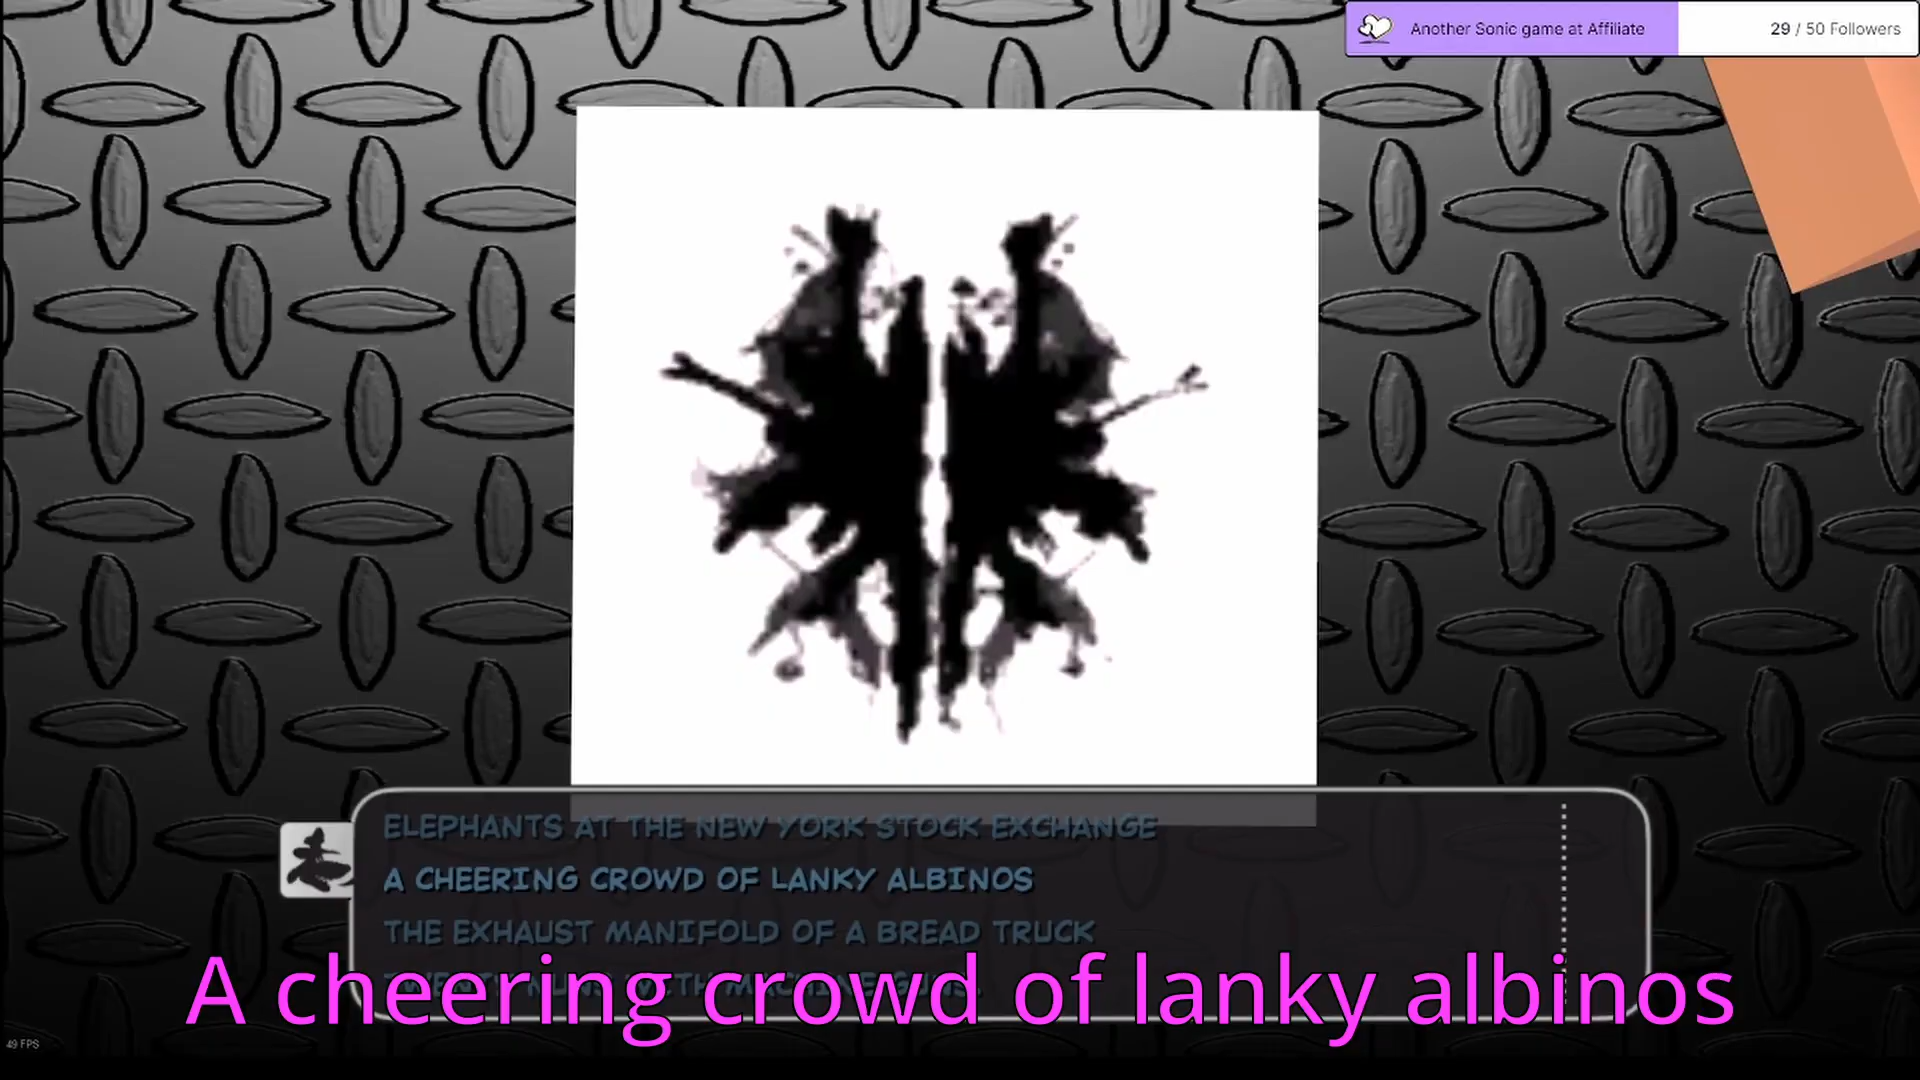 Another Sonic game at Affiliate 29 / 50 Followers
ELEPHANTS AT THE NEW YORK STOCK EXCHANGE
A CHEERING CROWD OF LANKY ALBINOS
THE EXHAUST MANIFOLD OF A BREAD TRUCK
A cheering crowd of lanky albinos
49 FPS